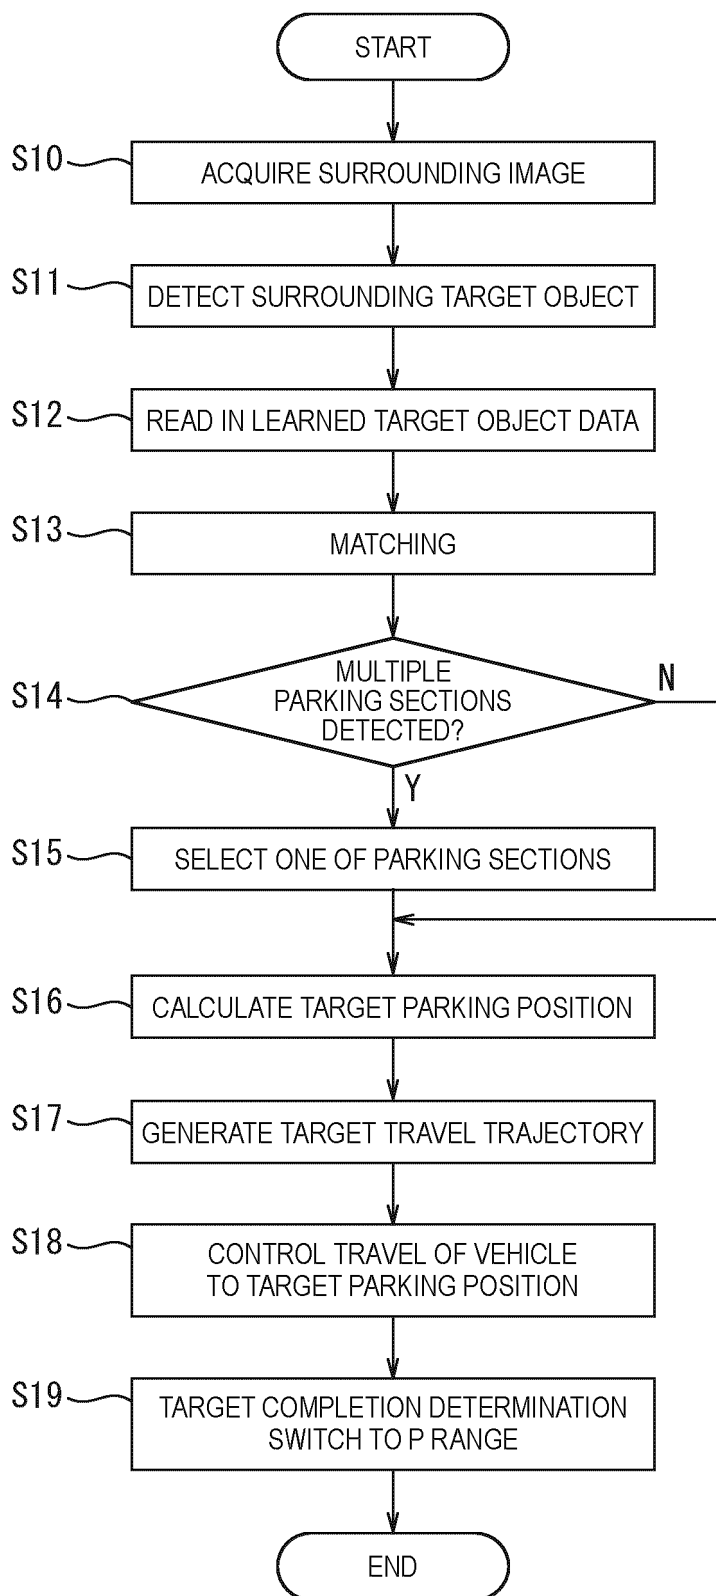 START
S10
ACQUIRE SURROUNDING IMAGE
S11
DETECT SURROUNDING TARGET OBJECT
S12
READ IN LEARNED TARGET OBJECT DATA
S13
MATCHING
S14
MULTIPLE
PARKING SECTIONS
DETECTED?
N
Y
S15
SELECT ONE OF PARKING SECTIONS
S16
CALCULATE TARGET PARKING POSITION
S17
GENERATE TARGET TRAVEL TRAJECTORY
S18
CONTROL TRAVEL OF VEHICLE
TO TARGET PARKING POSITION
S19
TARGET COMPLETION DETERMINATION
SWITCH TO P RANGE
END